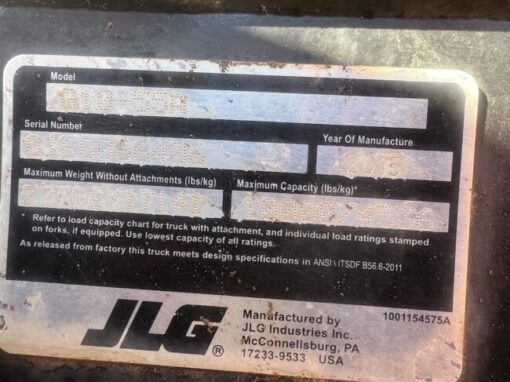 Model
G10-55A
Serial Number
Year Of Manufacture
2015
Maximum Weight Without Attachments (lbs/kg)
Maximum Capacity (lbs/kg)*
* Refer to load capacity chart for truck with attachment, and individual load ratings stamped
on forks, if equipped. Use lowest capacity of all ratings.
As released from factory this truck meets design specifications in ANSI \ ITSDF B56.6-2011
JLG®
Manufactured by
JLG Industries Inc.
McConnellsburg, PA
17233-9533 USA
1001154575A